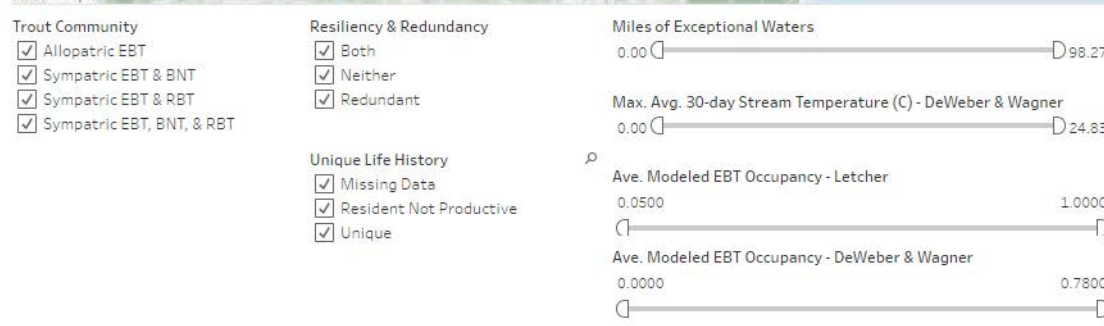 Trout Community
Allopatric EBT
Sympatric EBT & BNT
Sympatric EBT & RBT
Sympatric EBT, BNT, & RBT
Resiliency & Redundancy
Both
Neither
Redundant
Unique Life History
Missing Data
Resident Not Productive
Unique
Miles of Exceptional Waters
0.00 98.27
Max. Avg. 30-day Stream Temperature (C) - DeWeber & Wagner
0.00 24.83
Ave. Modeled EBT Occupancy - Letcher
0.0500 1.0000
Ave. Modeled EBT Occupancy - DeWeber & Wagner
0.0000 0.7800